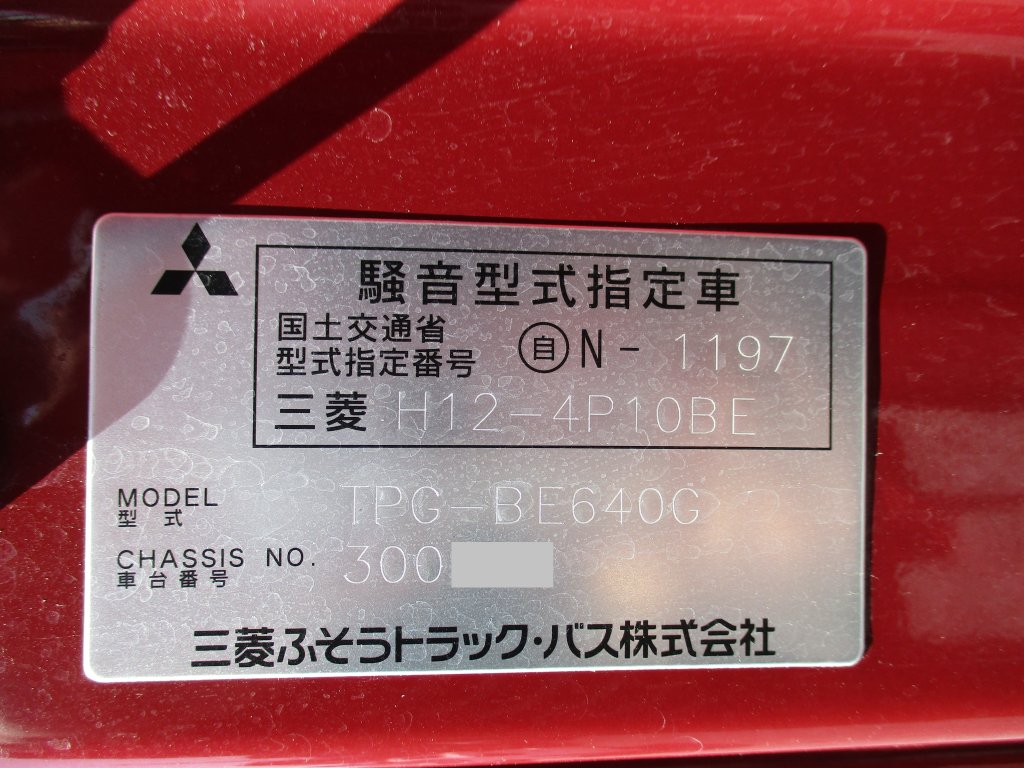 騒音型式指定車
国土交通省
型式指定番号 自 N - 1197
三菱 H12-4P10BE
MODEL
型式 TPG-BE640G
CHASSIS NO.
車台番号 300
三菱ふそうトラック・バス株式会社